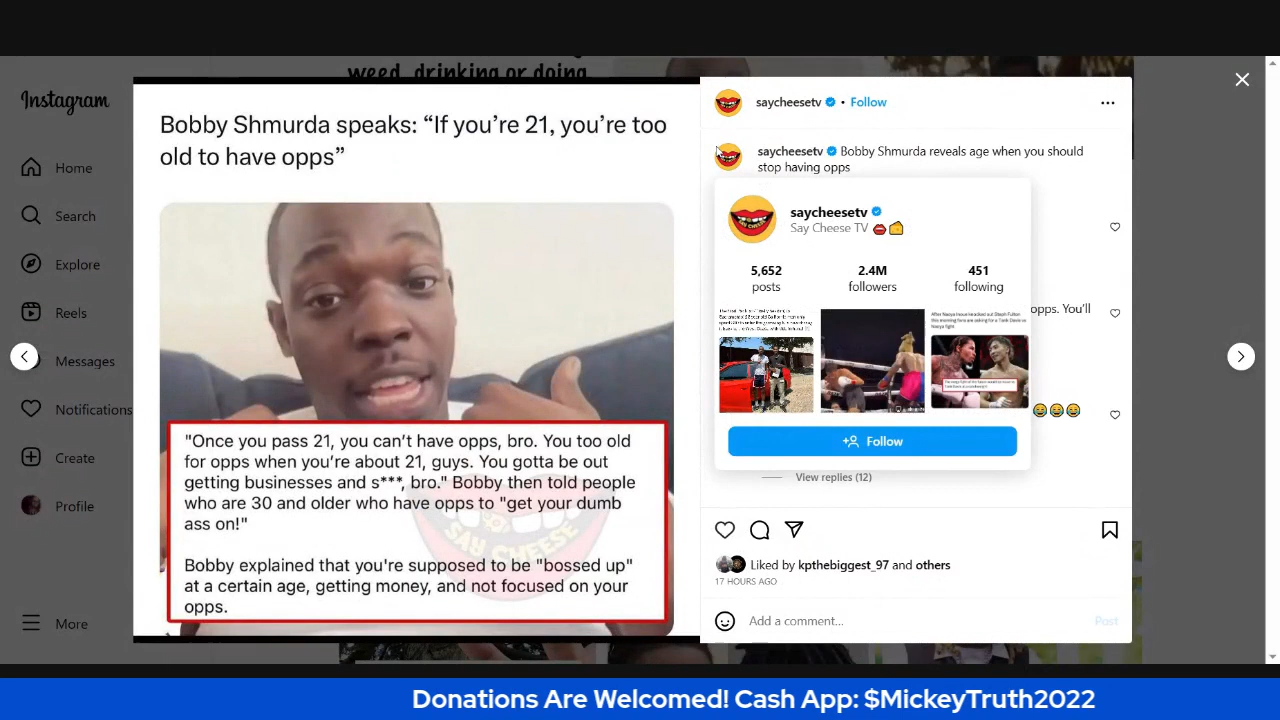 weed, drinking or doing
Instagram
Home
Search
Explore
Reels
Messages
Notifications
Create
Profile
More
Bobby Shmurda speaks: “If you’re 21, you’re too
old to have opps”
"Once you pass 21, you can’t have opps, bro. You too old
for opps when you’re about 21, guys. You gotta be out
getting businesses and s***, bro." Bobby then told people
who are 30 and older who have opps to "get your dumb
ass on!"
Bobby explained that you're supposed to be "bossed up"
at a certain age, getting money, and not focused on your
opps.
SAY CHEESE
saycheesetv • Follow
saycheesetv Bobby Shmurda reveals age when you should
stop having opps
saycheesetv
Say Cheese TV
5,652
posts
2.4M
followers
451
following
opps. You'll
Follow
View replies (12)
Liked by kpthebiggest_97 and others
17 HOURS AGO
Add a comment...
Post
Donations Are Welcomed! Cash App: $MickeyTruth2022